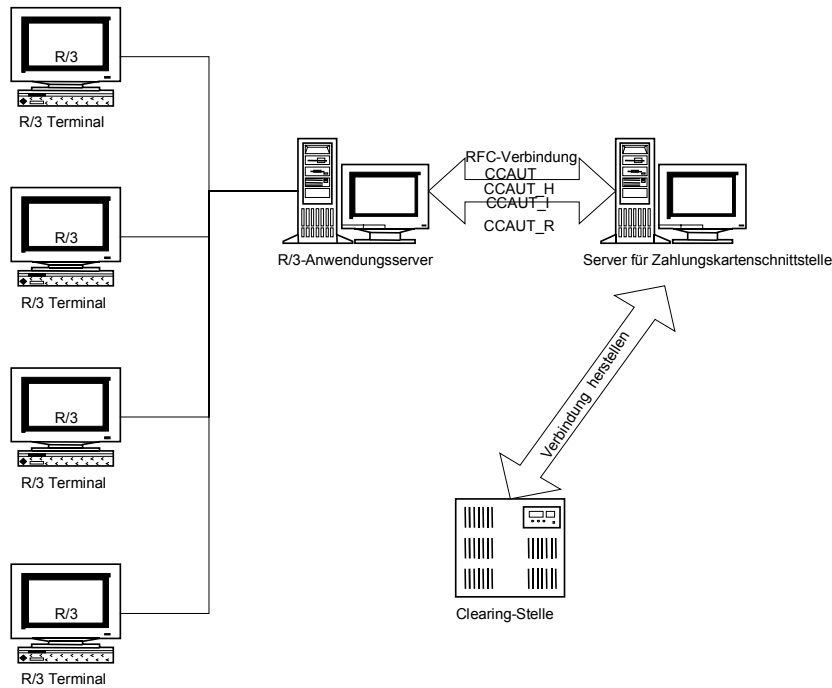 R/3
R/3 Terminal
R/3
R/3 Terminal
R/3
R/3 Terminal
R/3
R/3 Terminal
R/3-Anwendungsserver
RFC-Verbindung
CCAUT
CCAUT_H
CCAUT_I
CCAUT_R
Server für Zahlungskartenschnittstelle
Verbindung herstellen
Clearing-Stelle